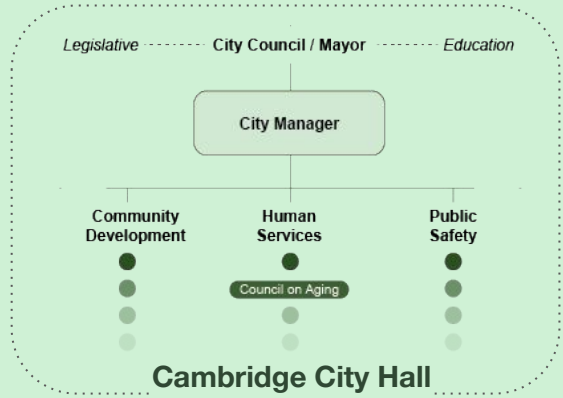 Legislative City Council / Mayor Education
City Manager
Community Human Public
Development Services Safety
Council on Aging
Cambridge City Hall